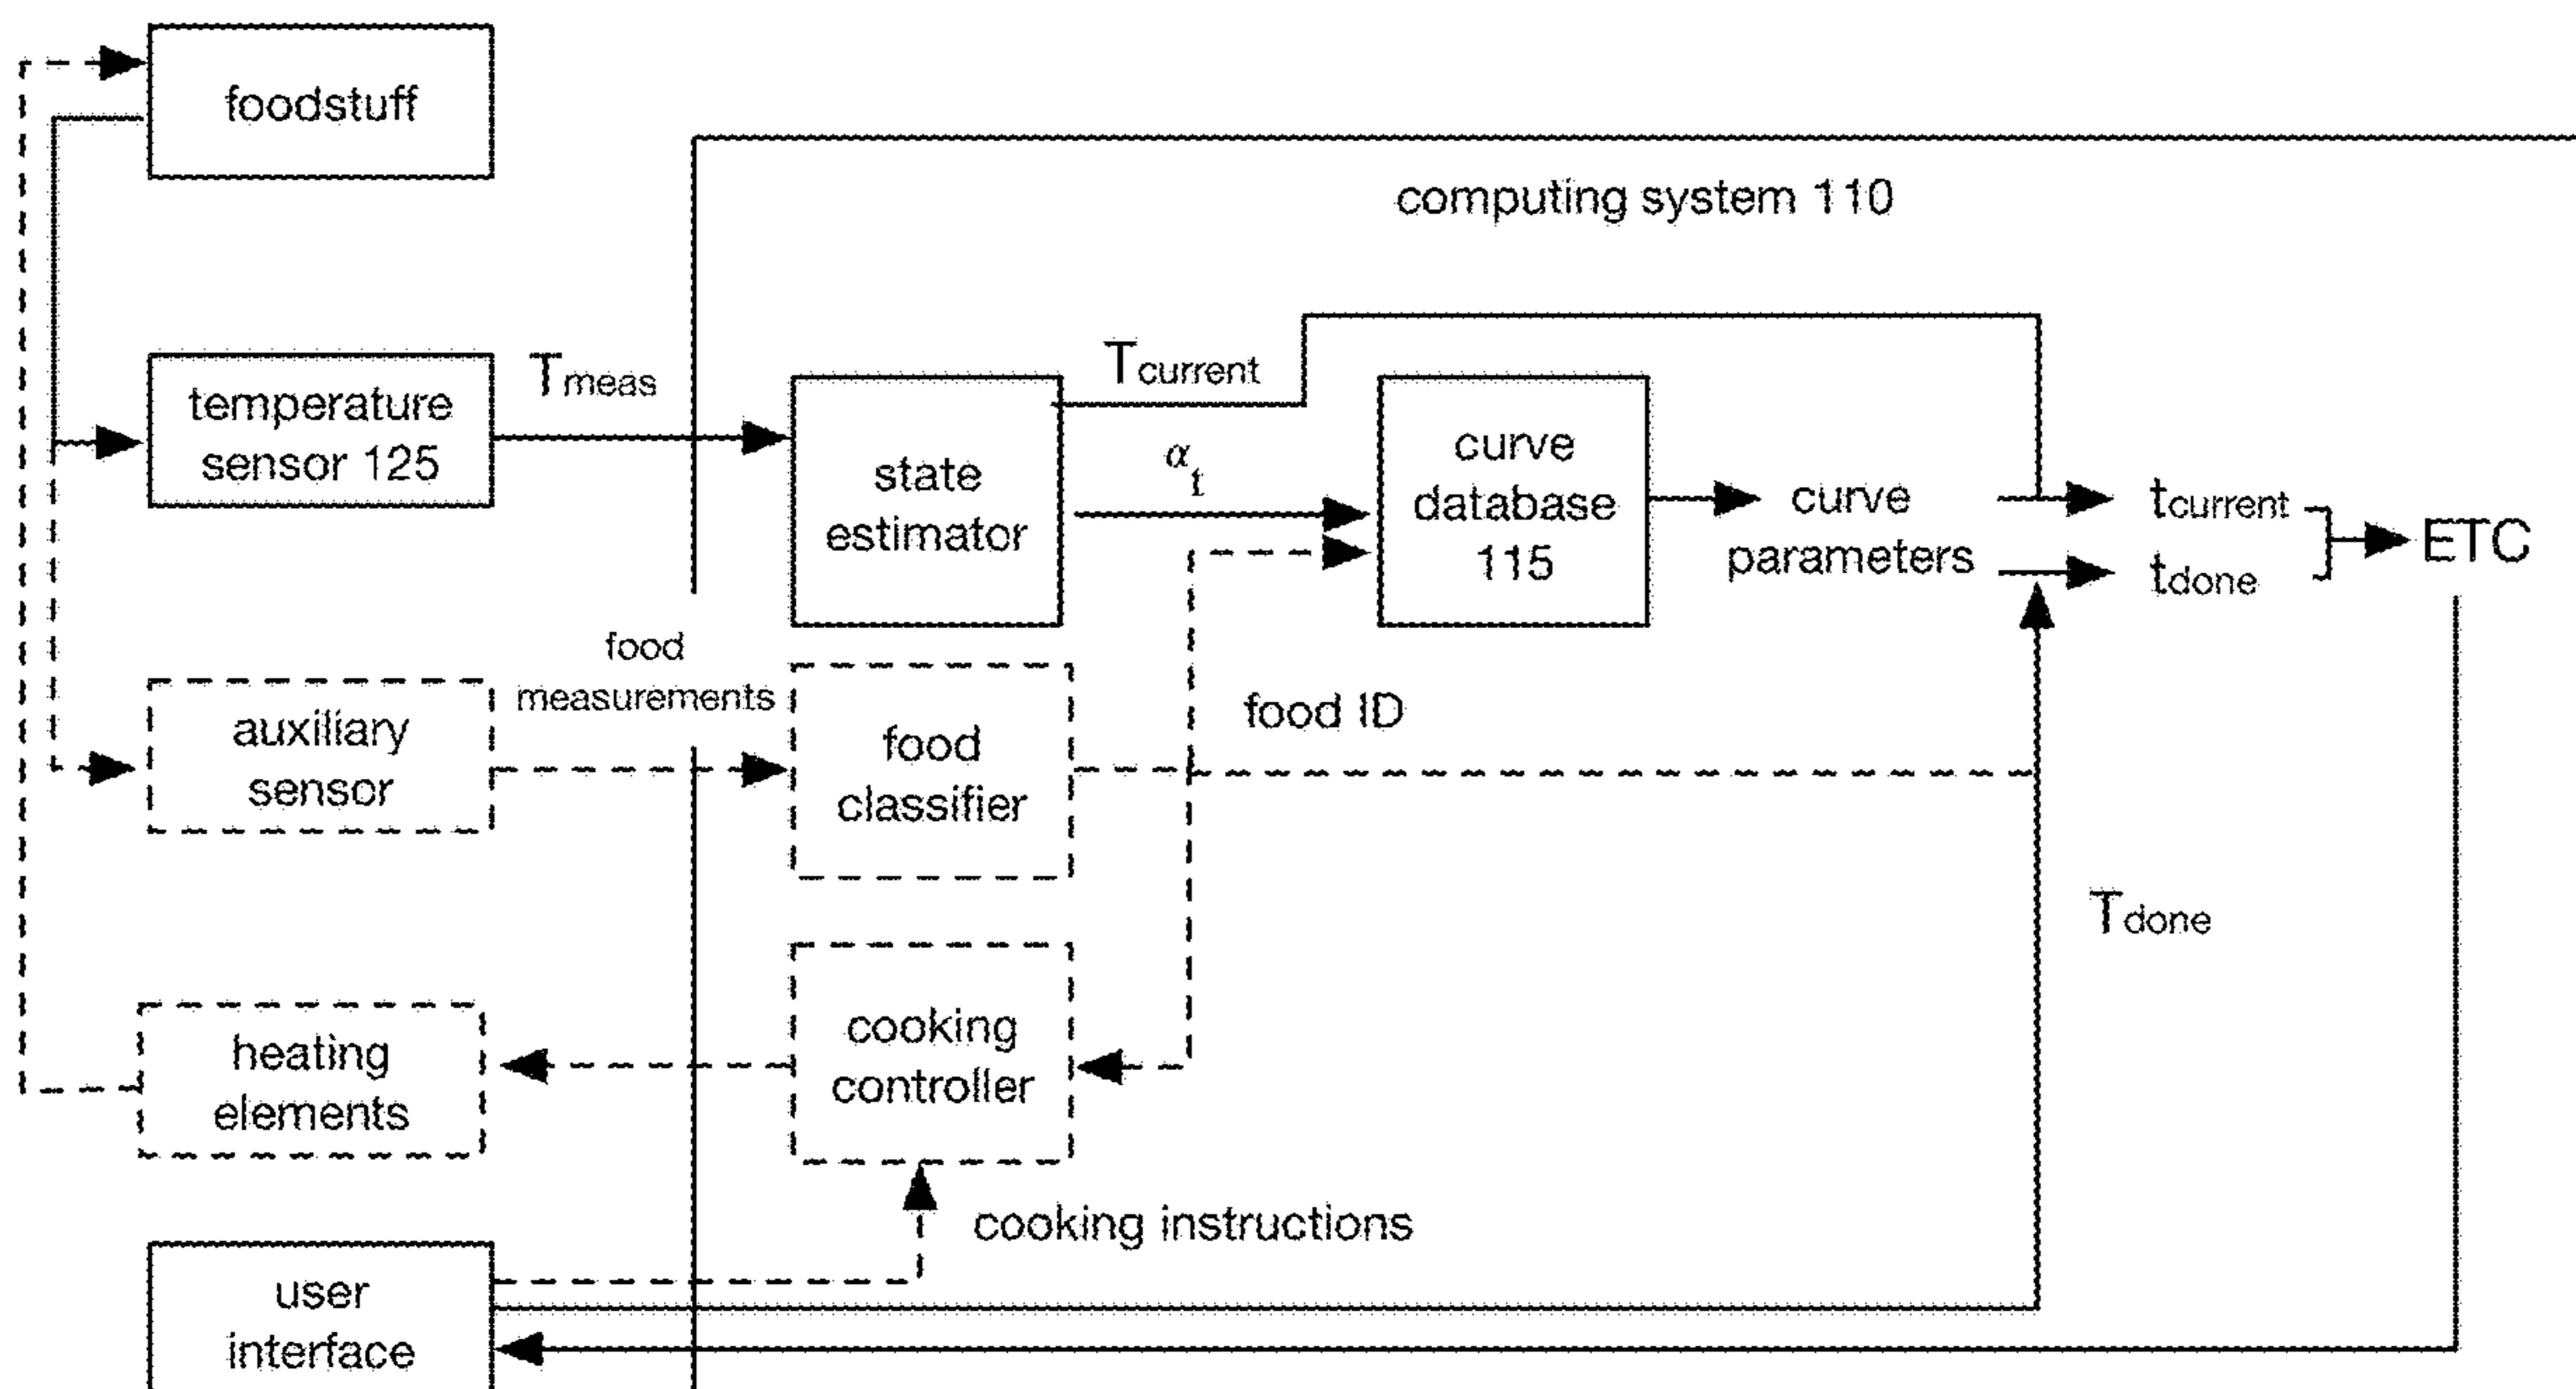 foodstuff
computing system 110
temperature
sensor 125
Tmeas
state
estimator
Tcurrent
αt
curve
database
115
curve
parameters
tcurrent
tdone
ETC
food
measurements
auxiliary
sensor
food
classifier
food ID
Tdone
heating
elements
cooking
controller
cooking instructions
user
interface